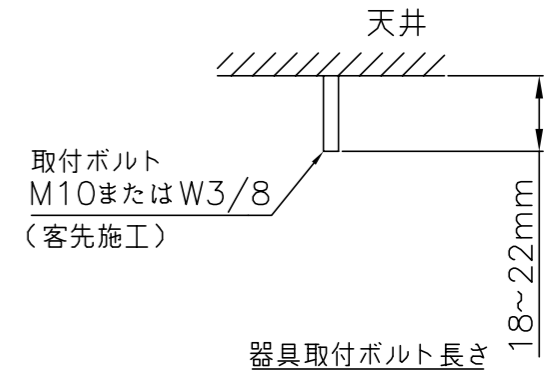 天井
取付ボルト
M10またはW3/8
（客先施工）
18~22mm
器具取付ボルト長さ